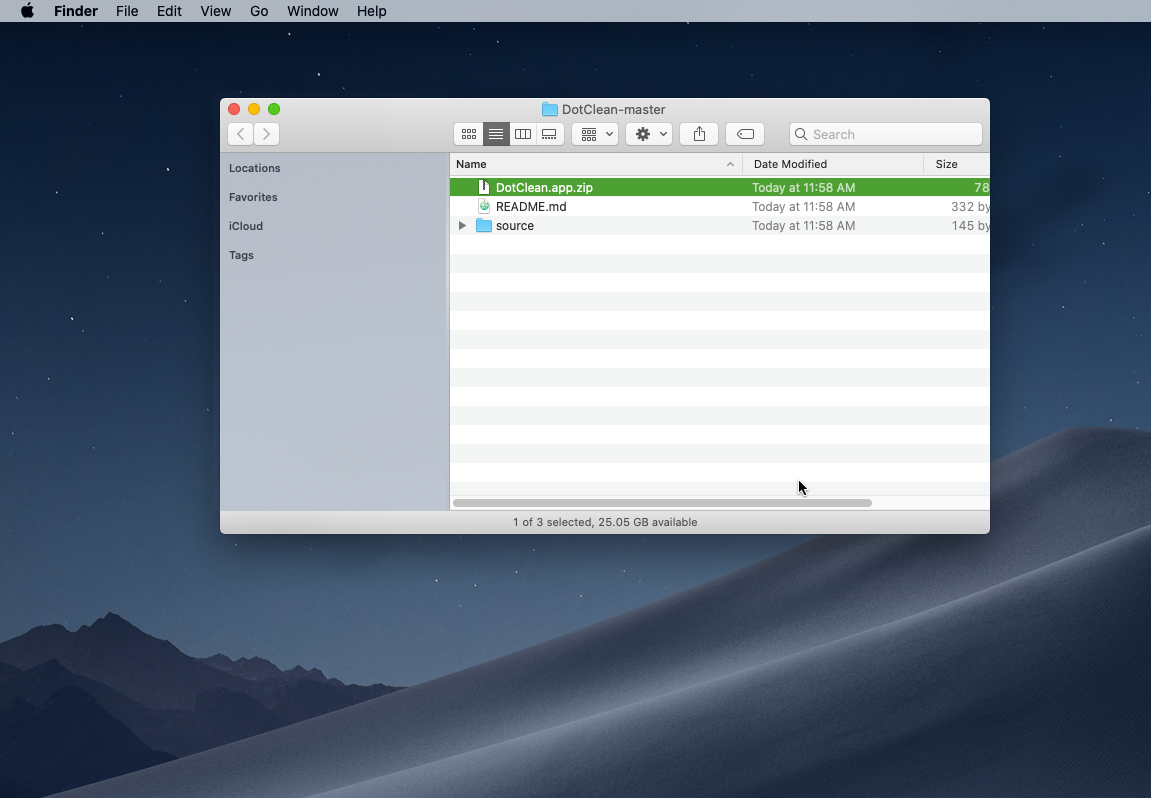 Finder File Edit View Go Window Help
DotClean-master
Search
Locations
Favorites
iCloud
Tags
Name Date Modified Size
DotClean.app.zip Today at 11:58 AM 78
README.md Today at 11:58 AM 332 by
source Today at 11:58 AM 145 by
1 of 3 selected, 25.05 GB available